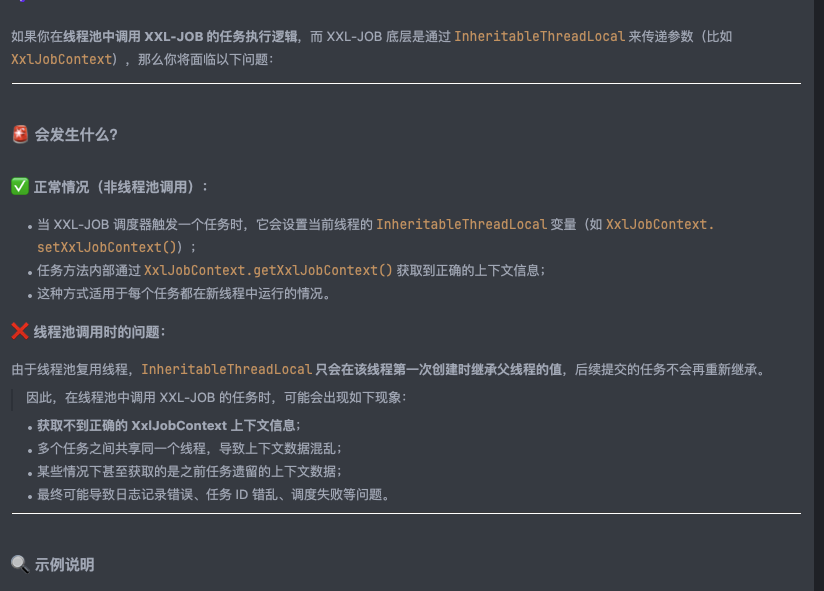 如果你在线程池中调用 XXL-JOB 的任务执行逻辑，而 XXL-JOB 底层是通过 InheritableThreadLocal 来传递参数（比如
XxlJobContext），那么你将面临以下问题：
🚨 会发生什么？
✅ 正常情况（非线程池调用）：
• 当 XXL-JOB 调度器触发一个任务时，它会设置当前线程的 InheritableThreadLocal 变量（如 XxlJobContext.
setXxlJobContext()）；
• 任务方法内部通过 XxlJobContext.getXxlJobContext() 获取到正确的上下文信息；
• 这种方式适用于每个任务都在新线程中运行的情况。
❌ 线程池调用时的问题：
由于线程池复用线程，InheritableThreadLocal 只会在该线程第一次创建时继承父线程的值，后续提交的任务不会再重新继承。
因此，在线程池中调用 XXL-JOB 的任务时，可能会出现如下现象：
• 获取不到正确的 XxlJobContext 上下文信息；
• 多个任务之间共享同一个线程，导致上下文数据混乱；
• 某些情况下甚至获取的是之前任务遗留的上下文数据；
• 最终可能导致日志记录错误、任务 ID 错乱、调度失败等问题。
🔍 示例说明